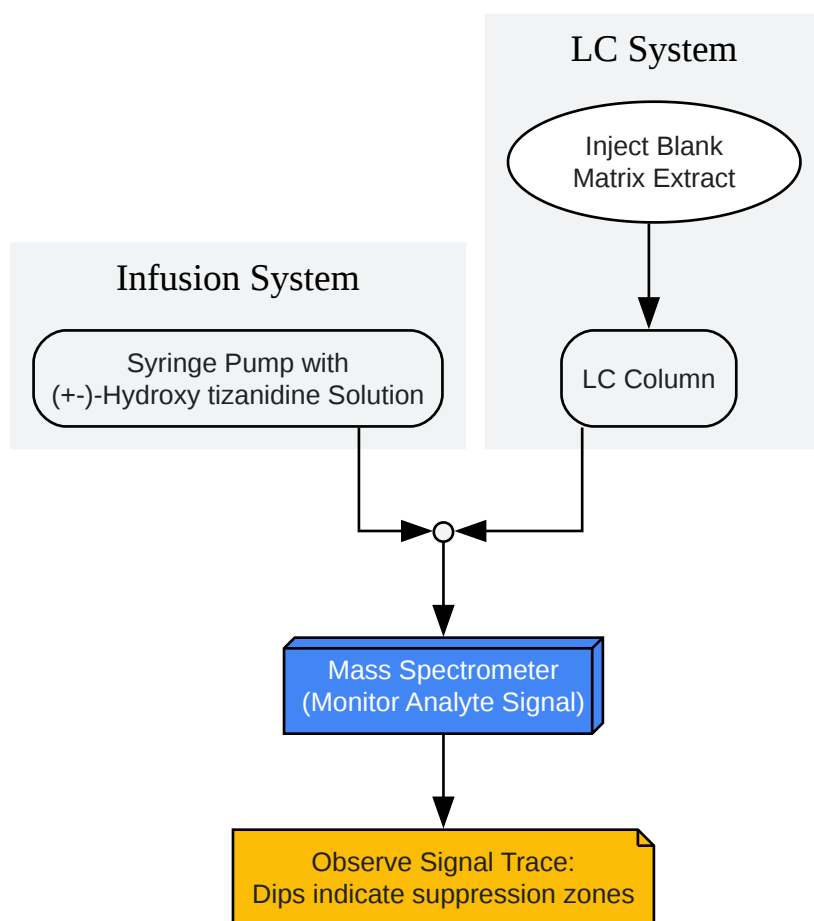 LC System
Inject Blank
Matrix Extract
Infusion System
Syringe Pump with
(+-)-Hydroxy tizanidine Solution
LC Column
Mass Spectrometer
(Monitor Analyte Signal)
Observe Signal Trace:
Dips indicate suppression zones